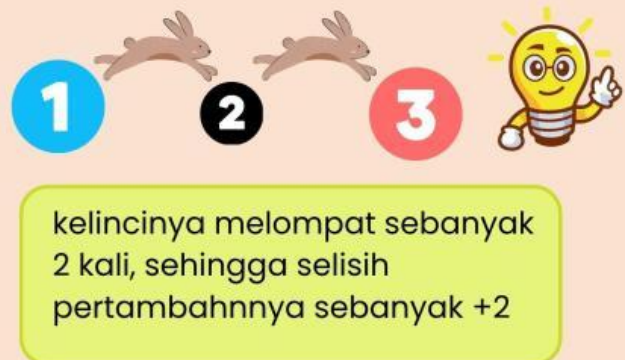 1 2 3
kelincinya melompat sebanyak
2 kali, sehingga selisih
pertambahnnya sebanyak +2